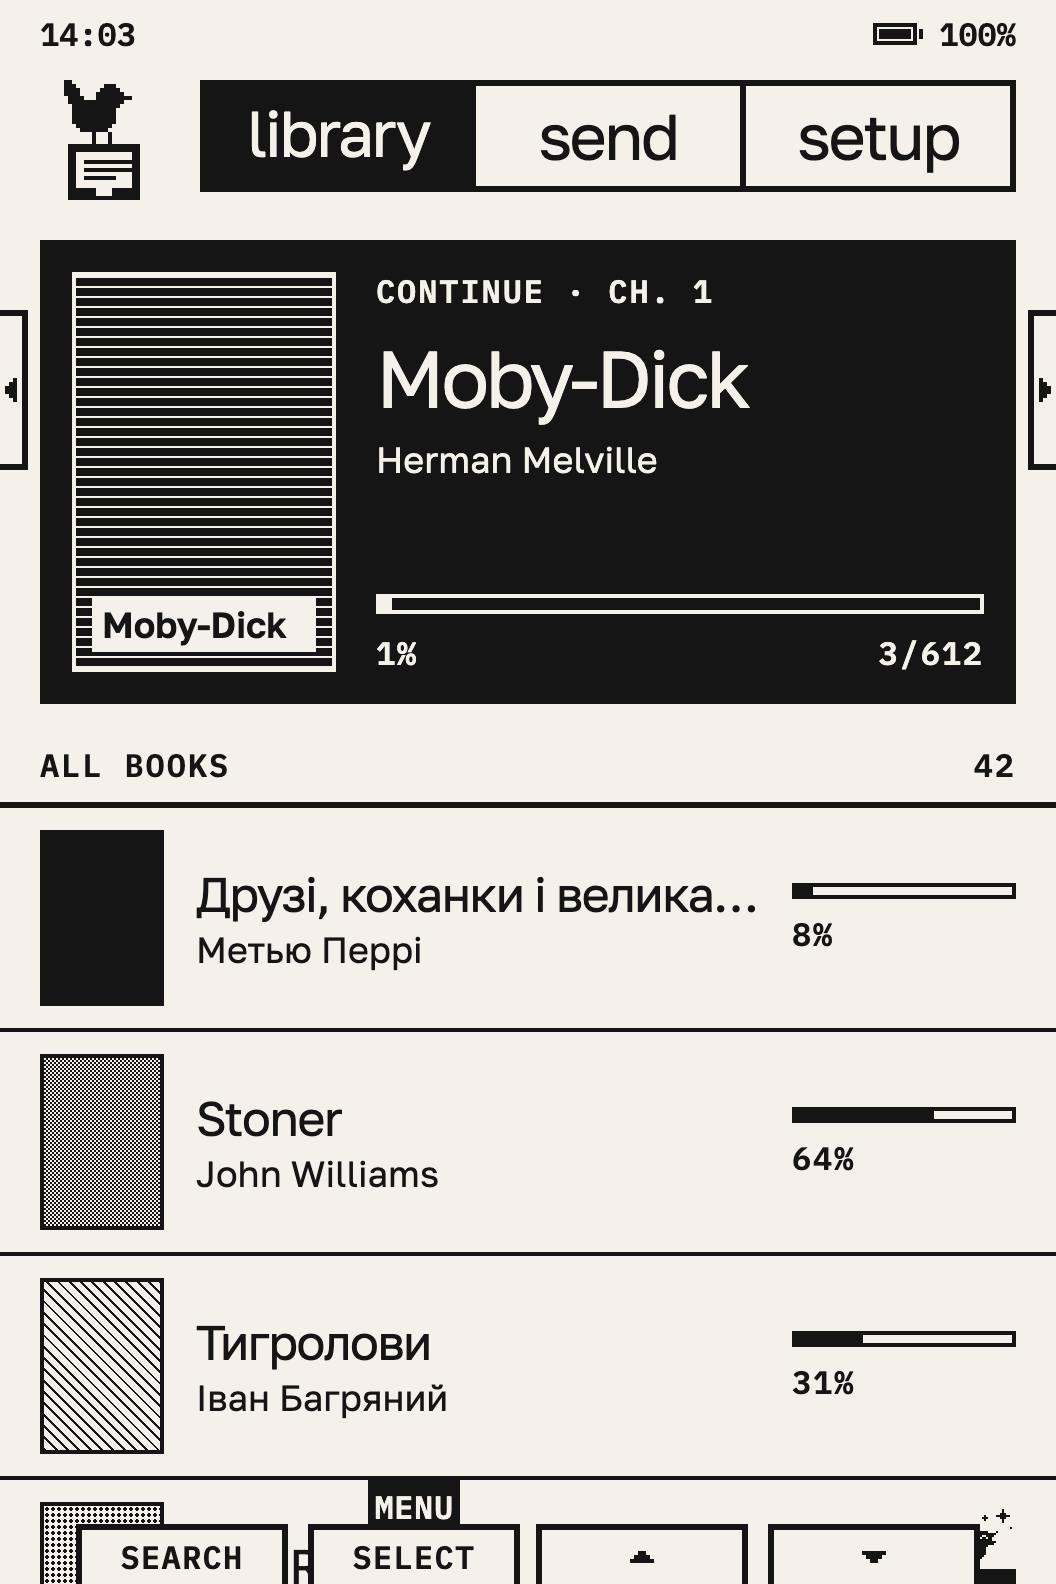 14:03
100%
library
send
setup
CONTINUE · CH. 1
Moby-Dick
Herman Melville
Moby-Dick
1%
3/612
ALL BOOKS
42
Друзі, коханки і велика…
Метью Перрі
8%
Stoner
John Williams
64%
Тигролови
Іван Багряний
31%
MENU
SEARCH
SELECT